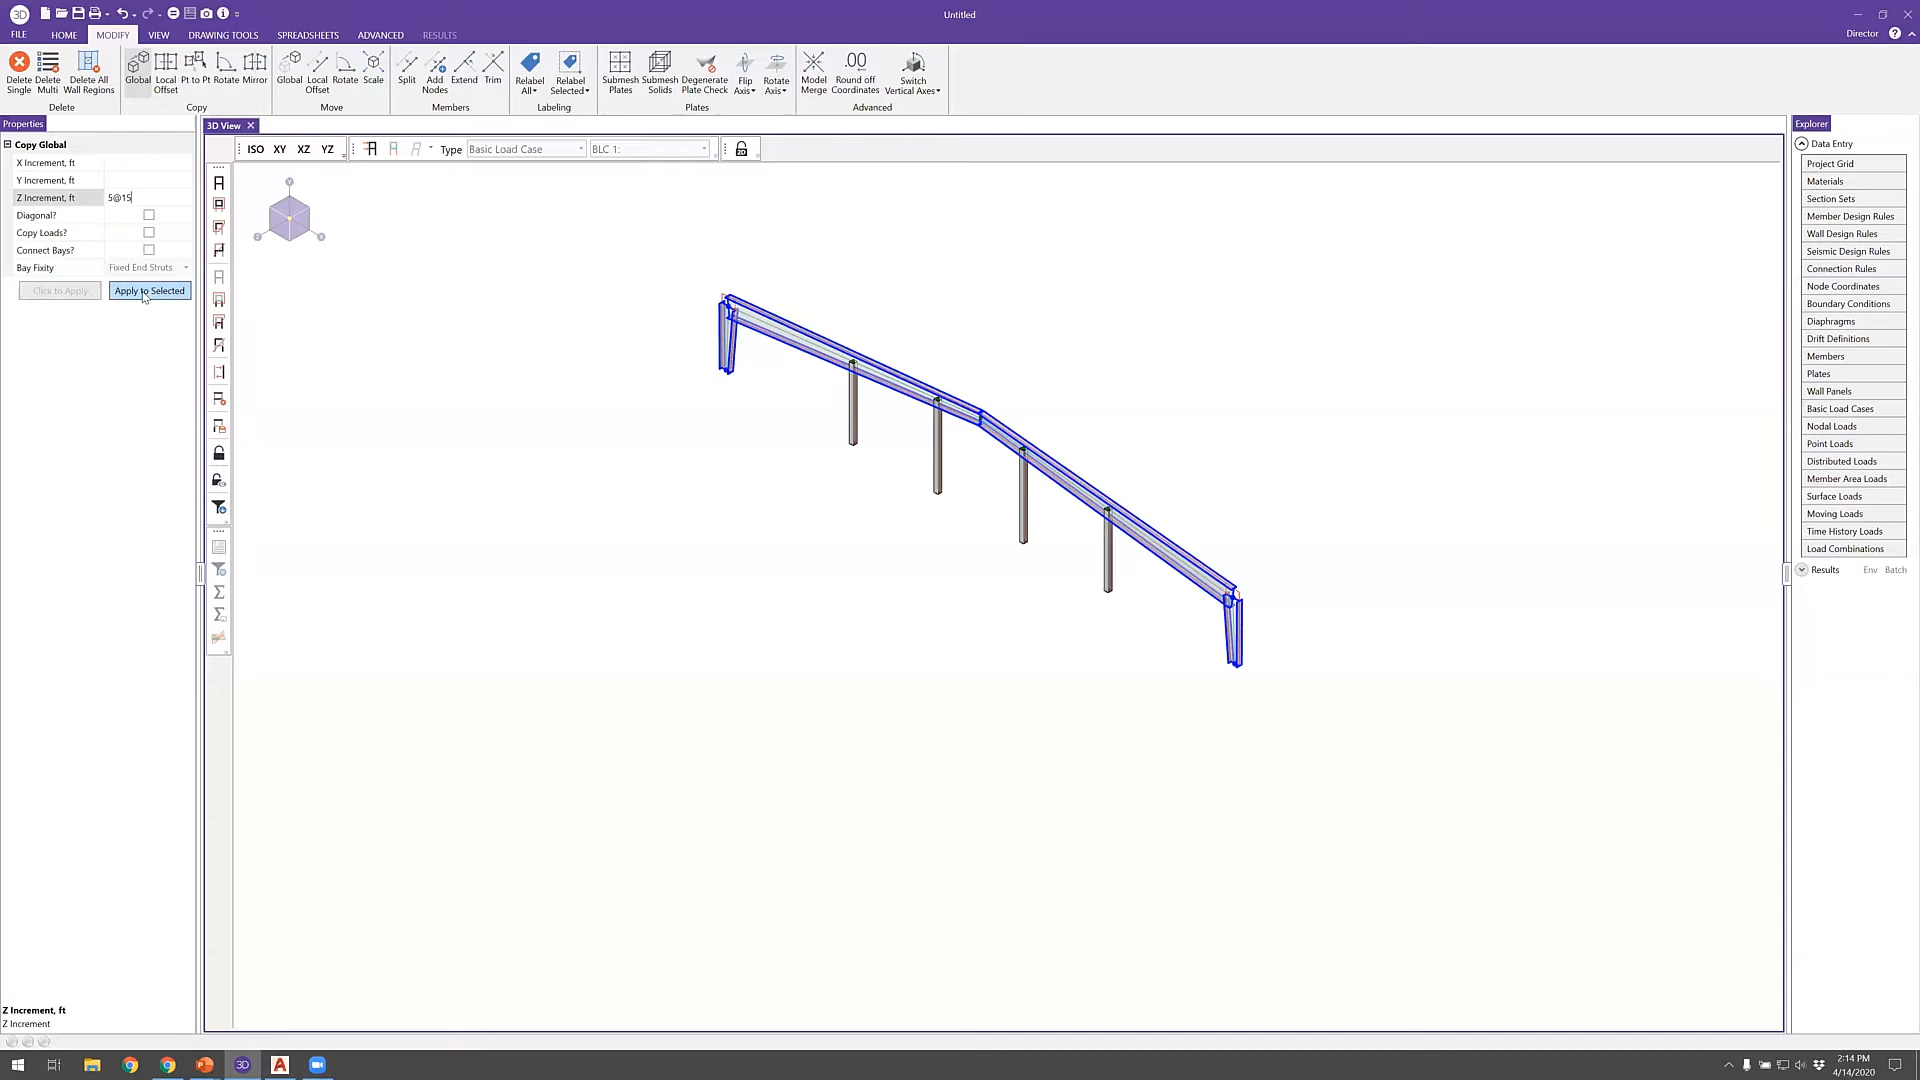 3D
Untitled
FILE HOME MODIFY VIEW DRAWING TOOLS SPREADSHEETS ADVANCED RESULTS
Director
Delete Single
Delete Multi
Delete All Wall Regions
Delete
Global
Local Offset
Pt to Pt
Rotate
Mirror
Copy
Global
Local Offset
Rotate
Scale
Move
Split
Add Nodes
Extend
Trim
Members
Relabel All
Relabel Selected
Labeling
Submesh Plates
Submesh Solids
Degenerate Plate Check
Flip Axis
Rotate Axis
Plates
Model Merge
.00
Round off Coordinates
Switch Vertical Axes
Advanced
Properties
Copy Global
X Increment, ft
Y Increment, ft
Z Increment, ft 5@15
Diagonal?
Copy Loads?
Connect Bays?
Bay Fixity Fixed End Struts
Click to Apply Apply to Selected
Z Increment, ft
Z Increment
3D View
ISO XY XZ YZ Type Basic Load Case BLC 1:
2D
Y
Z
X
Explorer
Data Entry
Project Grid
Materials
Section Sets
Member Design Rules
Wall Design Rules
Seismic Design Rules
Connection Rules
Node Coordinates
Boundary Conditions
Diaphragms
Drift Definitions
Members
Plates
Wall Panels
Basic Load Cases
Nodal Loads
Point Loads
Distributed Loads
Member Area Loads
Surface Loads
Moving Loads
Time History Loads
Load Combinations
Results Env Batch
3D
A
2:14 PM
4/14/2020